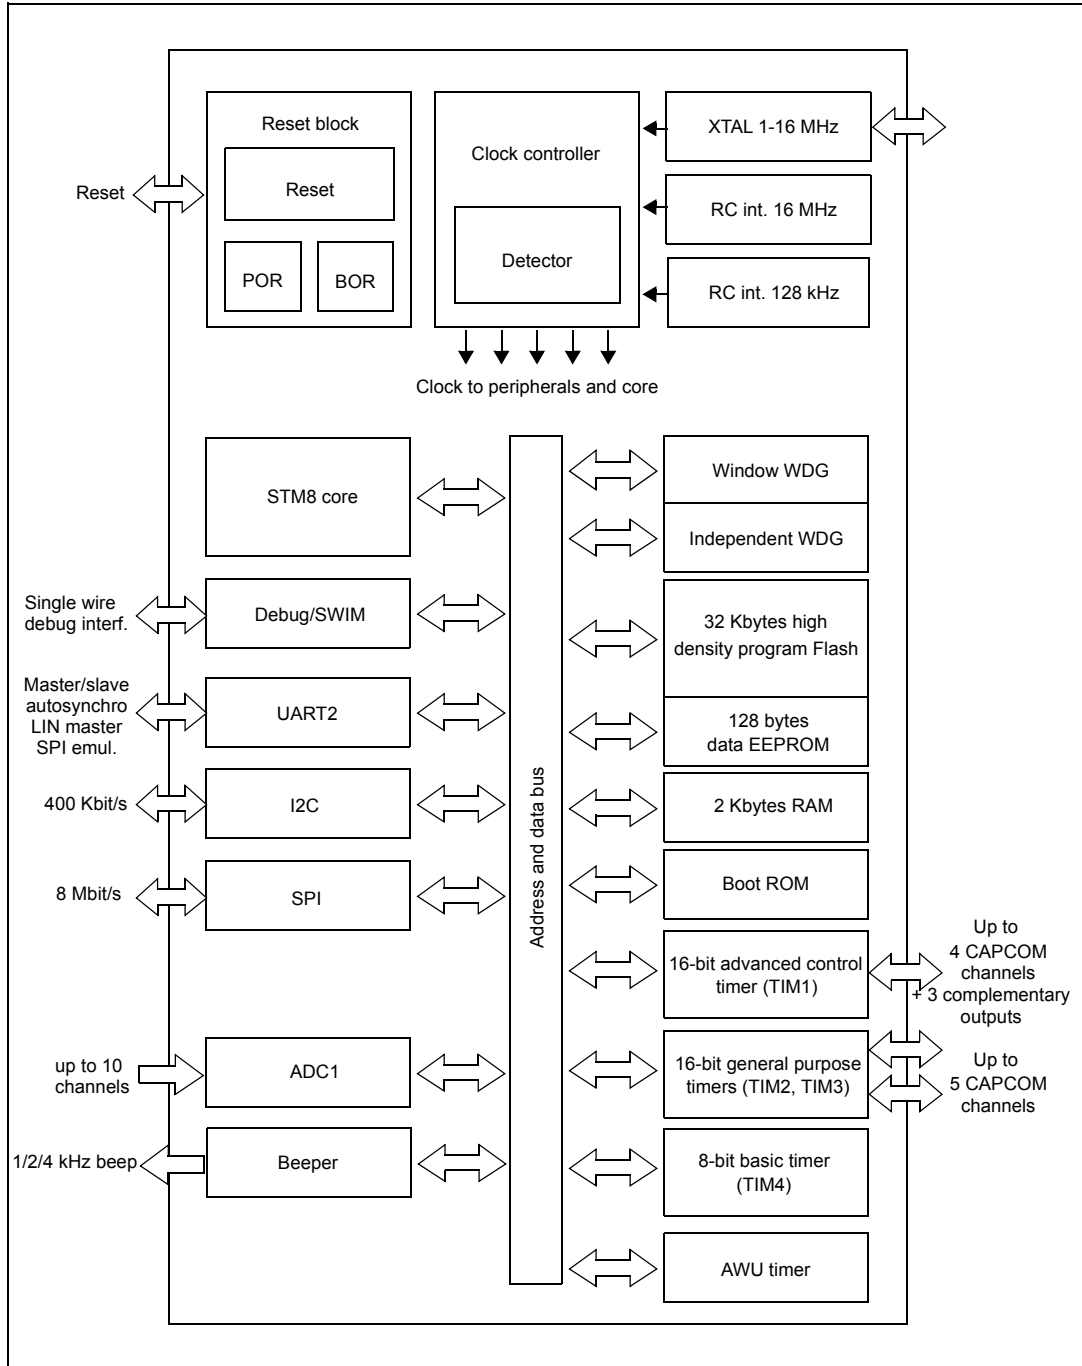 Reset block
Reset
POR
BOR
Reset
Clock controller
Detector
XTAL 1-16 MHz
RC int. 16 MHz
RC int. 128 kHz
Clock to peripherals and core
STM8 core
Single wire
debug interf.
Debug/SWIM
Master/slave
autosynchro
LIN master
SPI emul.
UART2
400 Kbit/s
I2C
8 Mbit/s
SPI
up to 10
channels
ADC1
1/2/4 kHz beep
Beeper
Address and data bus
Window WDG
Independent WDG
32 Kbytes high
density program Flash
128 bytes
data EEPROM
2 Kbytes RAM
Boot ROM
16-bit advanced control
timer (TIM1)
Up to
4 CAPCOM
channels
+ 3 complementary
outputs
16-bit general purpose
timers (TIM2, TIM3)
Up to
5 CAPCOM
channels
8-bit basic timer
(TIM4)
AWU timer